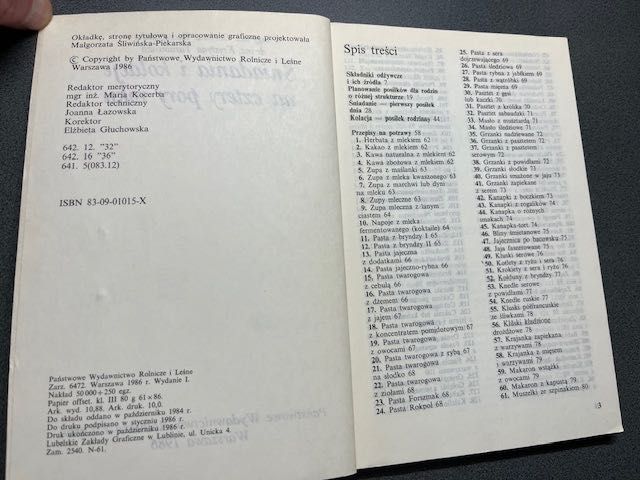 Okładkę, stronę tytułową i opracowanie graficzne projektowała
Małgorzata Śliwińska-Piekarska
© Copyright by Państwowe Wydawnictwo Rolnicze i Leśne
Warszawa 1986
Redaktor merytoryczny
mgr inż. Maria Kocerba
Redaktor techniczny
Joanna Łazowska
Korektor
Elżbieta Głuchowska
642. 12. "32"
642. 16 "36"
641. 5(083.12)
ISBN 83-09-01015-X
Państwowe Wydawnictwo Rolnicze i Leśne
Zarz. 6472. Warszawa 1986 r. Wydanie I.
Nakład 50 000+250 egz.
Papier offset. kl. III 80 g 61×86.
Ark. wyd. 10,88. Ark. druk. 10,0.
Do składu oddano w październiku 1984 r.
Do druku podpisano w styczniu 1986 r.
Druk ukończono w październiku 1986 r.
Lubelskie Zakłady Graficzne w Lublinie, ul. Unicka 4.
Zam. 2540. N-61.
Spis treści
Składniki odżywcze
i ich źródła 7
Planowanie posiłków dla rodzin
o różnej strukturze 19
Śniadanie — pierwszy posiłek
dnia 28
Kolacja — posiłek rodzinny 44
Przepisy na potrawy 58
1. Herbata z mlekiem 62
2. Kakao z mlekiem 62
3. Kawa naturalna z mlekiem 62
4. Kawa zbożowa z mlekiem 62
5. Zupa z maślanki 63
6. Zupa z mleka kwaszonego 63
7. Zupa z marchwi lub dyni
na mleku 63
8. Zupy mleczne 63
9. Zupa mleczna z lanym
ciastem 64
10. Napoje z mleka
fermentowanego (koktaile) 64
11. Pasta z bryndzy I 65
12. Pasta z bryndzy II 65
13. Pasta jajeczna
z dodatkami 66
14. Pasta jajeczno-rybna 66
15. Pasta twarogowa
z cebulą 66
16. Pasta twarogowa
z dżemem 66
17. Pasta twarogowa
z jajem 67
18. Pasta twarogowa
z koncentratem pomidorowym 67
19. Pasta twarogowa
z owocami 67
20. Pasta twarogowa z rybą 67
21. Pasta twarogowa
na słodko 68
22. Pasta twarogowa
z ziołami 68
23. Pasta Forszmak 68
24. Pasta Rokpol 68
25. Pasta z sera
dojrzewającego 69
26. Pasta śledziowa 69
27. Pasta rybna z jabłkiem 69
28. Pasta z wątróbki 69
29. Pasta mięsna 69
30. Pasztet z gęsi
lub kaczki 70
31. Pasztet z królika 70
32. Pasztet sabaudzki 71
33. Masło z musztardą 71
34. Masło śledziowe 71
35. Grzanki nadziewane 72
36. Grzanki z pasztetem 72
37. Grzanki z pasztetem
serowym 72
38. Grzanki z powidłami 72
39. Grzanki słodkie 73
40. Grzanki smażone w jaju 73
41. Grzanki zapiekane
z serem 73
42. Kanapki z boczkiem 73
43. Kanapki z rogalików 74
44. Kanapka o różnych
smakach 74
45. Kanapka-tort 74
46. Bliny śmietanowe 75
47. Jajecznica po bacowsku 75
48. Jaja faszerowane 75
49. Kluski serowe 76
50. Kotlety z ryżu i sera 76
51. Krokiety z sera i ryżu 76
52. Kołduny z bryndzą 77
53. Knedle serowe
z powidłami 77
54. Knedle ruskie 77
55. Kluski półfrancuskie
ze śliwkami 78
56. Kluski kładzione
drożdżowe 78
57. Krajanka zapiekana
z warzywami 78
58. Krajanka z mięsem
i warzywami 79
59. Makaron wstążki
z owocami 79
60. Makaron z kapustą 79
61. Muszelki ze szpinakiem 80
3